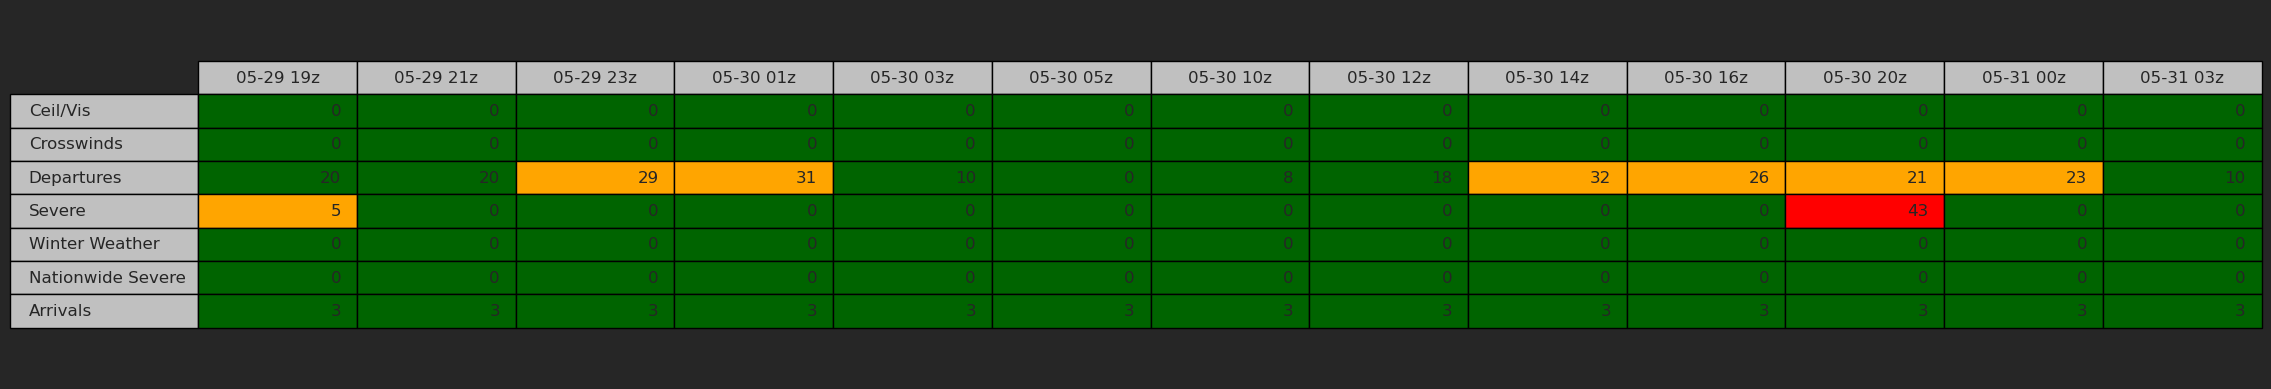 05-29 19z 05-29 21z 05-29 23z 05-30 01z 05-30 03z 05-30 05z 05-30 10z 05-30 12z 05-30 14z 05-30 16z 05-30 20z 05-31 00z 05-31 03z
Ceil/Vis 0 0 0 0 0 0 0 0 0 0 0 0 0
Crosswinds 0 0 0 0 0 0 0 0 0 0 0 0 0
Departures 20 20 29 31 10 0 8 18 32 26 21 23 10
Severe 5 0 0 0 0 0 0 0 0 0 43 0 0
Winter Weather 0 0 0 0 0 0 0 0 0 0 0 0 0
Nationwide Severe 0 0 0 0 0 0 0 0 0 0 0 0 0
Arrivals 3 3 3 3 3 3 3 3 3 3 3 3 3